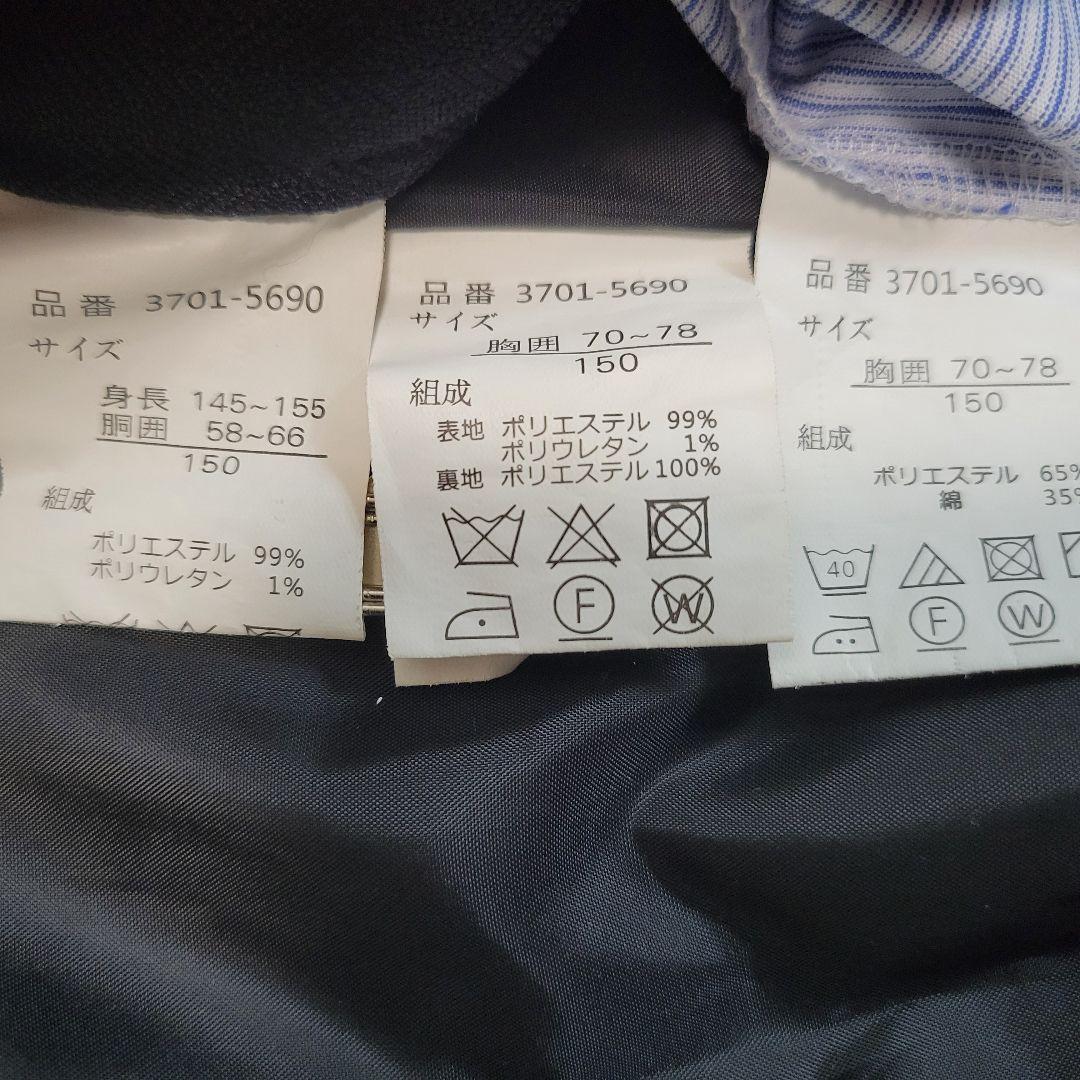 品番 3701-5690
サイズ
身長 145~155
胴囲 58~66
150
組成
ポリエステル 99%
ポリウレタン 1%
品番 3701-5690
サイズ
胸囲 70~78
150
組成
表地 ポリエステル 99%
ポリウレタン 1%
裏地 ポリエステル 100%
F
W
品番 3701-5690
サイズ
胸囲 70~78
150
組成
ポリエステル 65%
綿 35%
40
F
W